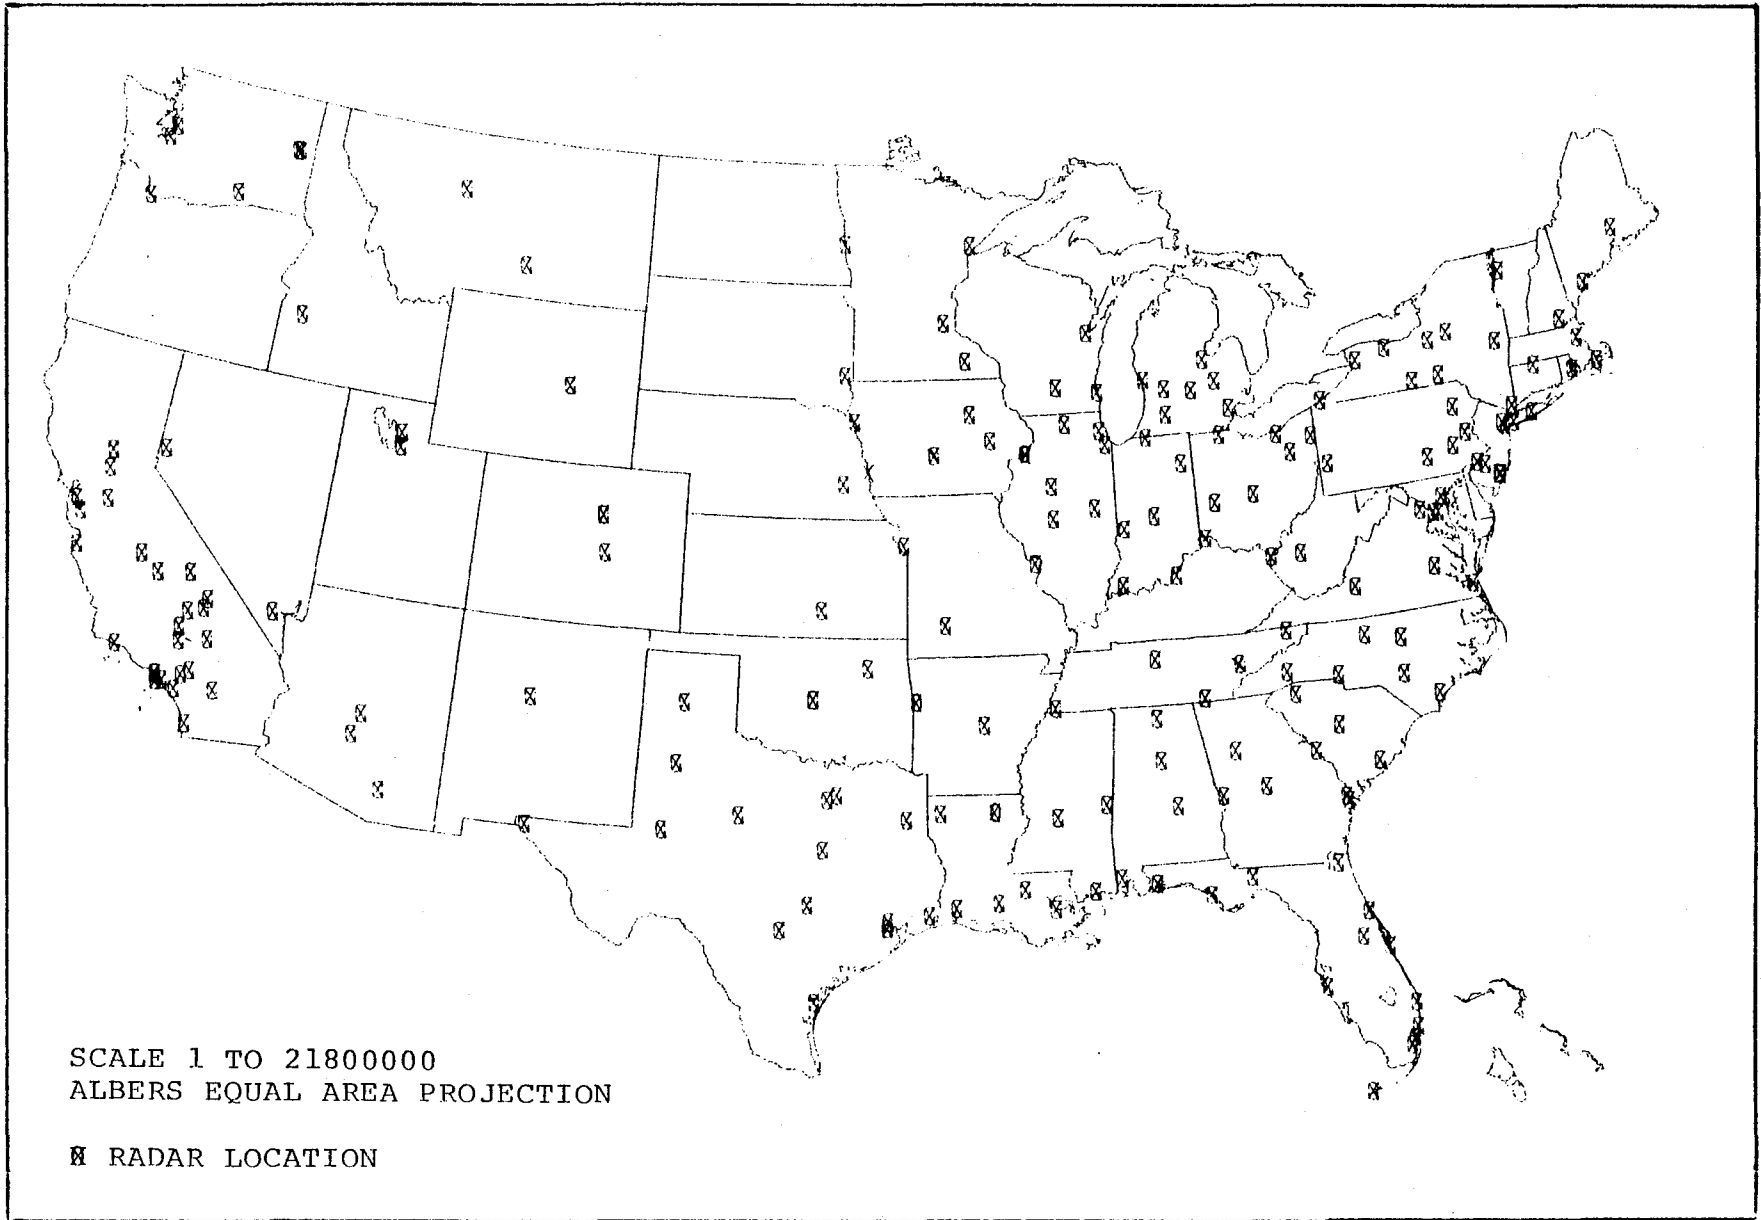 SCALE 1 TO 21800000
ALBERS EQUAL AREA PROJECTION
RADAR LOCATION